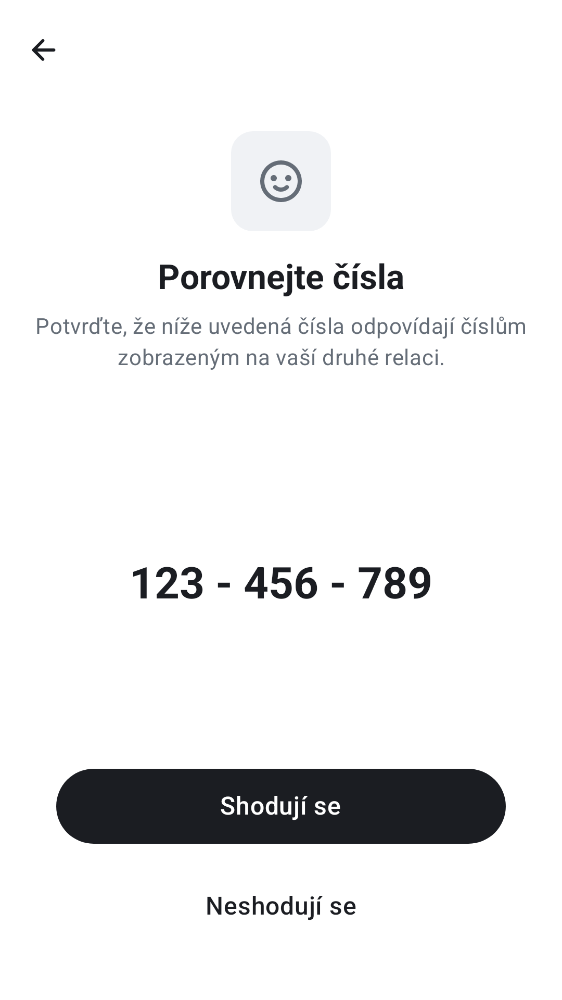 Porovnejte čísla
Potvrďte, že níže uvedená čísla odpovídají číslům
zobrazeným na vaší druhé relaci.
123 - 456 - 789
Shodují se
Neshodují se